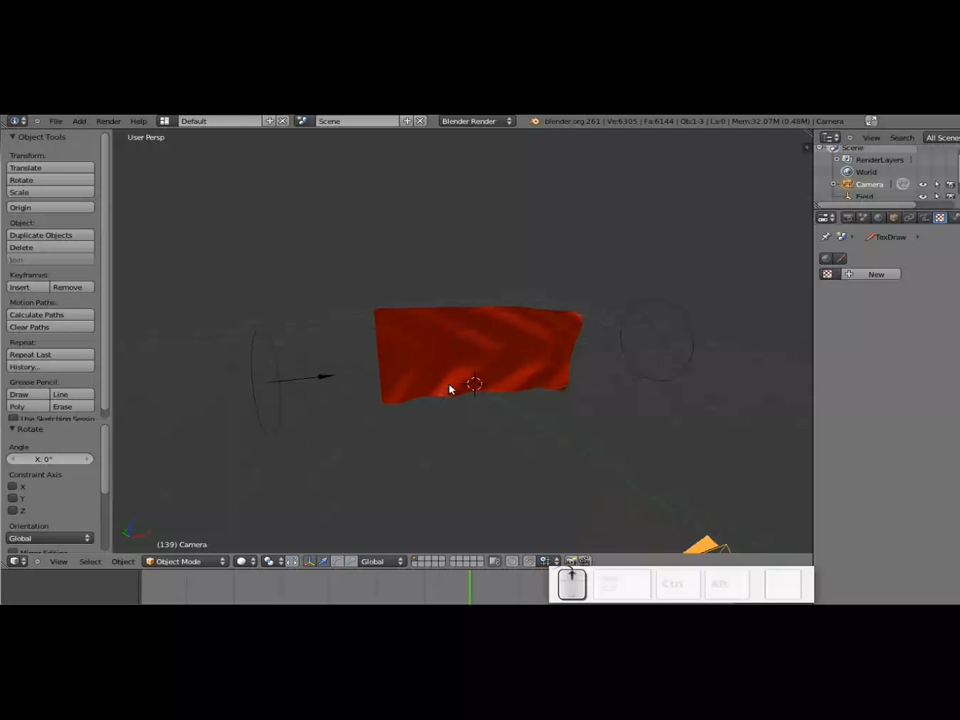 File Add Render Help Default Scene Blender Render blender.org 261 | Ve:6305 | Fa:6144 | Ob:1-3 | La:0 | Mem:32.07M (0.48M) | Camera
Object Tools
User Persp
View Search All Scenes
Scene
RenderLayers
World
Camera
Transform:
Translate
Rotate
Scale
Origin
Object:
Duplicate Objects
Delete
Join
TexDraw
New
Keyframes:
Insert Remove
Motion Paths:
Calculate Paths
Clear Paths
Repeat:
Repeat Last
History...
Grease Pencil:
Draw Line
Poly Erase
Rotate
Angle
X: 0°
Constraint Axis
X
Y
Z
Orientation
Global
(139) Camera
View Select Object Object Mode Global
Ctrl Alt